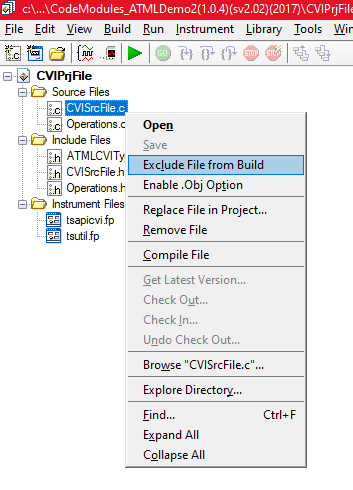 c:\...\CodeModules_ATMLDemo2(1.0.4)(sv2.02)(2017)\CVIPrjFile
File Edit View Build Run Instrument Library Tools Win
CVIPrjFile
Source Files
CVISrcFile.c
Operations.c
Include Files
ATMLCVITy
CVISrcFile.h
Operations.h
Instrument Files
tsapicvi.fp
tsutil.fp
Open
Save
Exclude File from Build
Enable .Obj Option
Replace File in Project...
Remove File
Compile File
Get Latest Version...
Check Out...
Check In...
Undo Check Out...
Browse "CVISrcFile.c"...
Explore Directory...
Find... Ctrl+F
Expand All
Collapse All